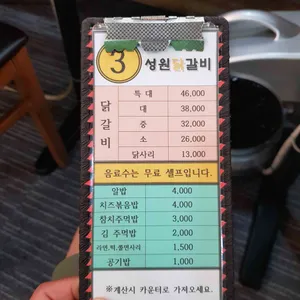 3 성원닭갈비
닭갈비
특 대 46,000
대 38,000
중 32,000
소 26,000
닭사리 13,000
음료수는 무료 셀프입니다.
알밥 4,000
치즈볶음밥 4,000
참치주먹밥 3,000
김 주먹밥 2,000
라면,떡,쫄면사리 1,500
공기밥 1,000
※계산시 카운터로 가져오세요.